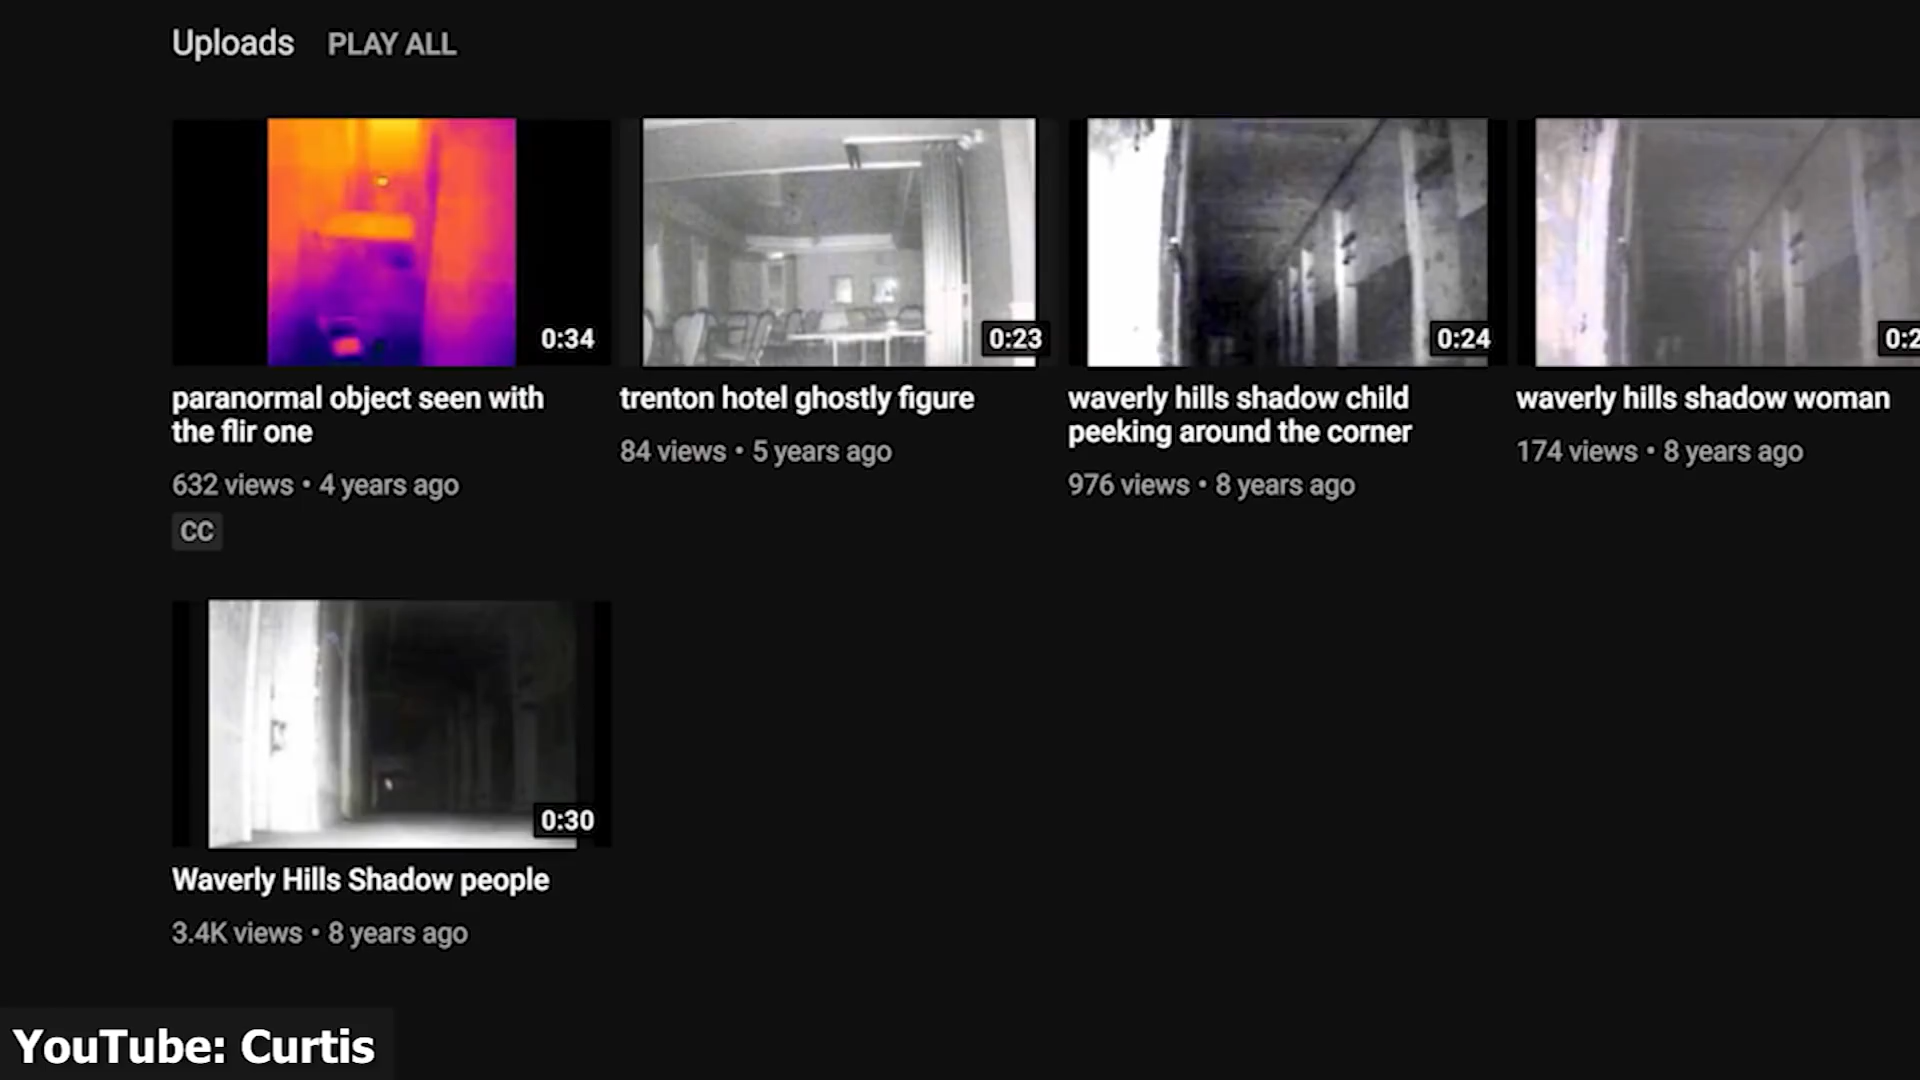 Uploads PLAY ALL
0:34
0:23
0:24
0:2
paranormal object seen with
the flir one
632 views • 4 years ago
CC
trenton hotel ghostly figure
84 views • 5 years ago
waverly hills shadow child
peeking around the corner
976 views • 8 years ago
waverly hills shadow woman
174 views • 8 years ago
0:30
Waverly Hills Shadow people
3.4K views • 8 years ago
YouTube: Curtis